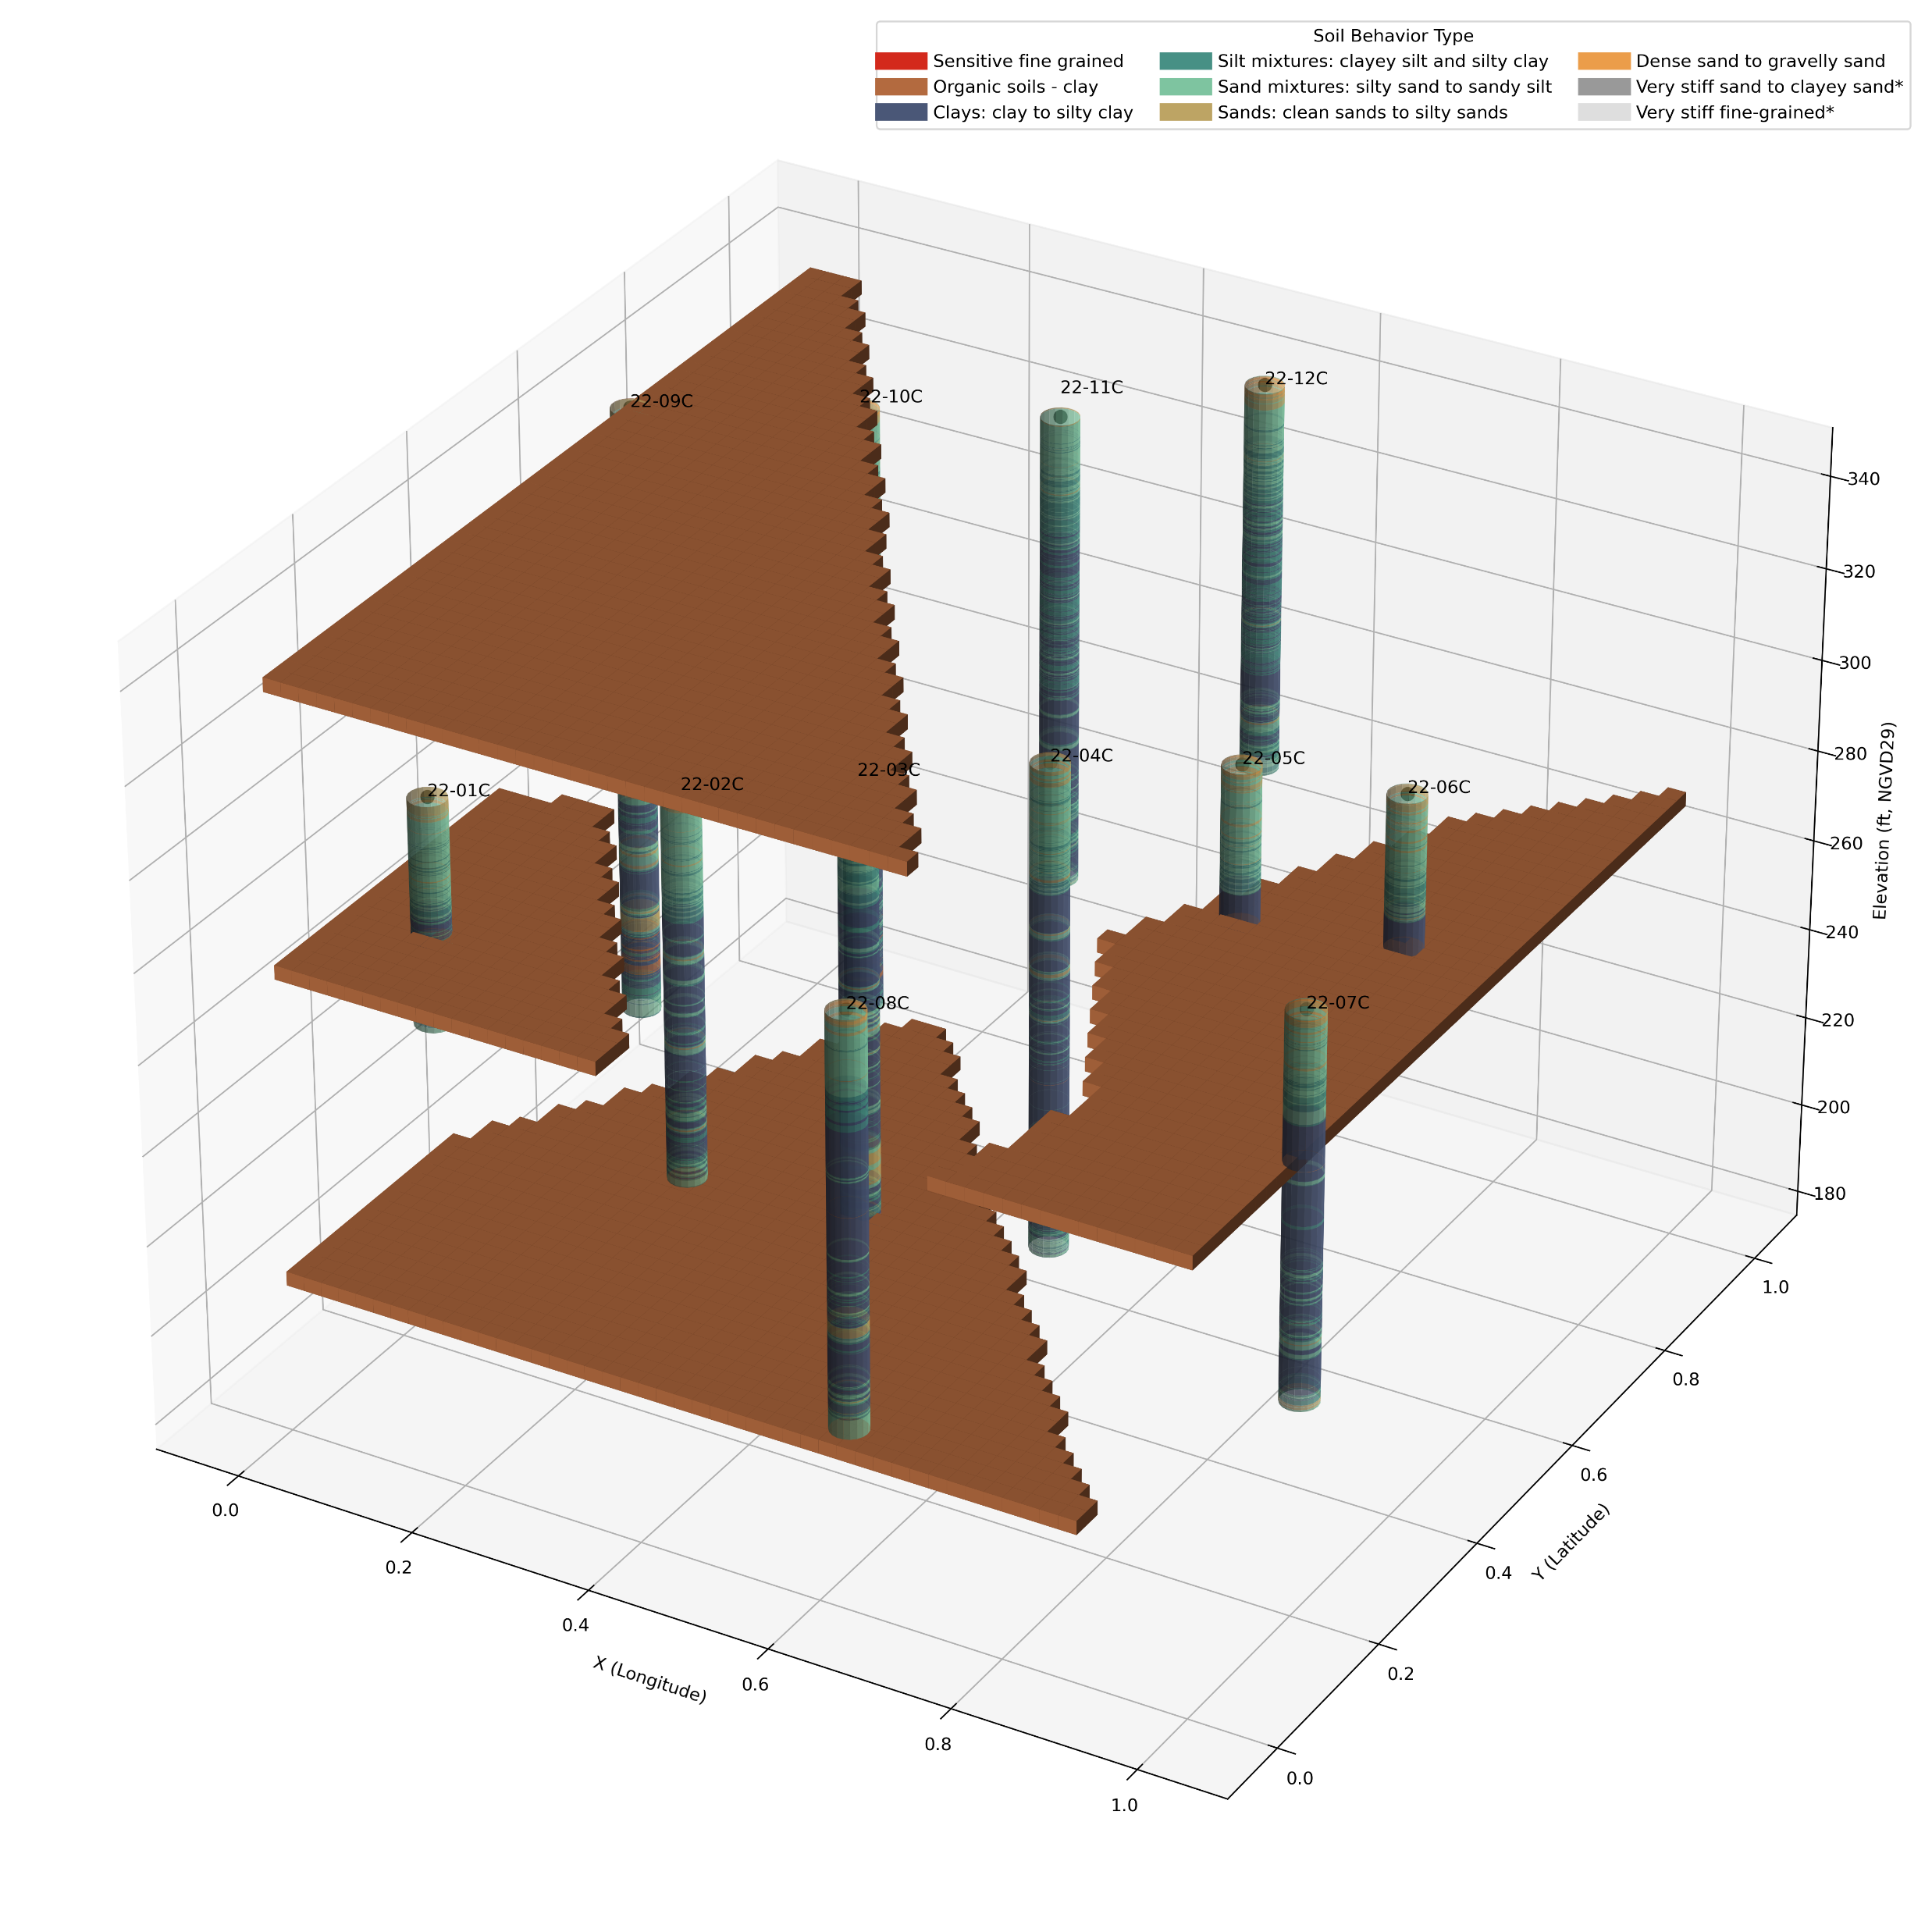 Soil Behavior Type
Sensitive fine grained
Organic soils - clay
Clays: clay to silty clay
Silt mixtures: clayey silt and silty clay
Sand mixtures: silty sand to sandy silt
Sands: clean sands to silty sands
Dense sand to gravelly sand
Very stiff sand to clayey sand*
Very stiff fine-grained*
22-09C
22-10C
22-11C
22-12C
22-01C
22-02C
22-03C
22-04C
22-05C
22-06C
22-08C
22-07C
340
320
300
280
260
240
220
200
180
Elevation (ft, NGVD29)
1.0
0.8
0.6
0.4
0.2
0.0
Y (Latitude)
0.0
0.2
0.4
0.6
0.8
1.0
X (Longitude)